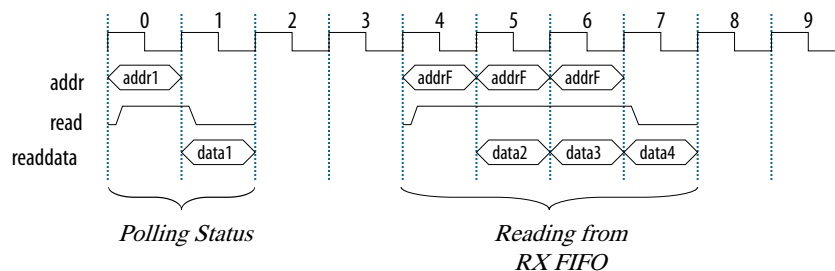 0 1 2 3 4 5 6 7 8 9
addr addr1 addrF addrF addrF
read
readdata data1 data2 data3 data4
Polling Status Reading from
RX FIFO